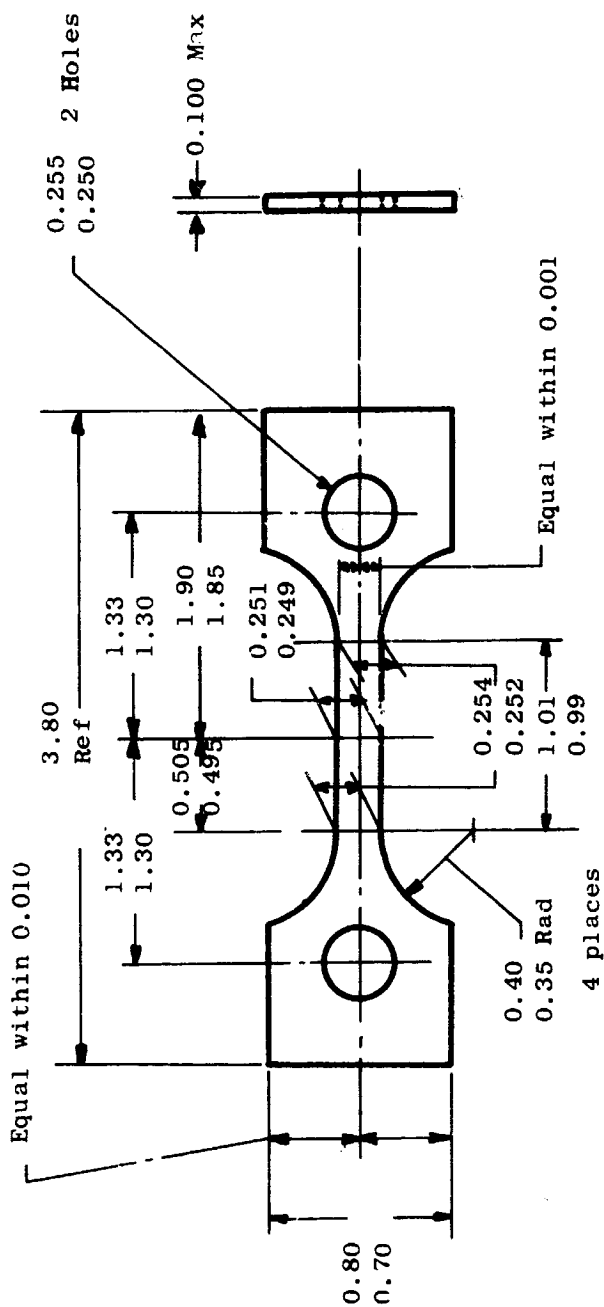 Equal within 0.010
3.80
Ref
1.33
1.30
1.33
1.30
0.505
0.495
1.90
1.85
0.251
0.249
0.255 2 Holes
0.250
0.100 Max
0.80
0.70
0.40
0.35 Rad
4 places
0.254
0.252
1.01
0.99
Equal within 0.001